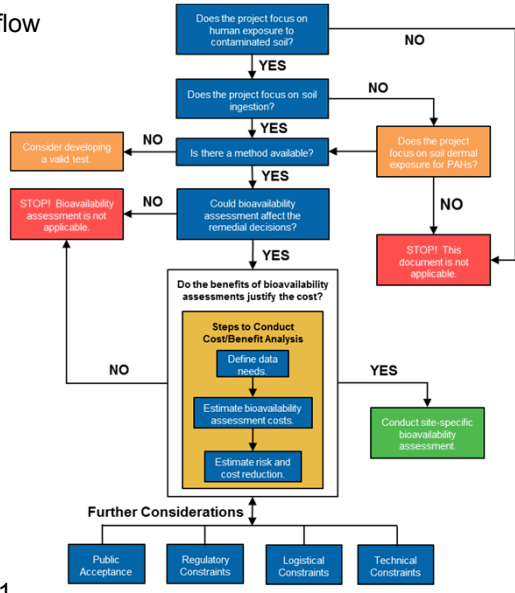 flow
Does the project focus on
human exposure to
contaminated soil?
NO
YES
Does the project focus on soil
ingestion?
NO
YES
Consider developing
a valid test.
NO
Is there a method available?
Does the project
focus on soil dermal
exposure for PAHs?
YES
STOP! Bioavailability
assessment is not
applicable.
NO
Could bioavailability
assessment affect the
remedial decisions?
NO
YES
STOP! This
document is not
applicable.
Do the benefits of bioavailability
assessments justify the cost?
Steps to Conduct
Cost/Benefit Analysis
Define data
needs.
NO
YES
Estimate bioavailability
assessment costs.
Conduct site-specific
bioavailability
assessment.
Estimate risk and
cost reduction.
Further Considerations
Public
Acceptance
Regulatory
Constraints
Logistical
Constraints
Technical
Constraints
1